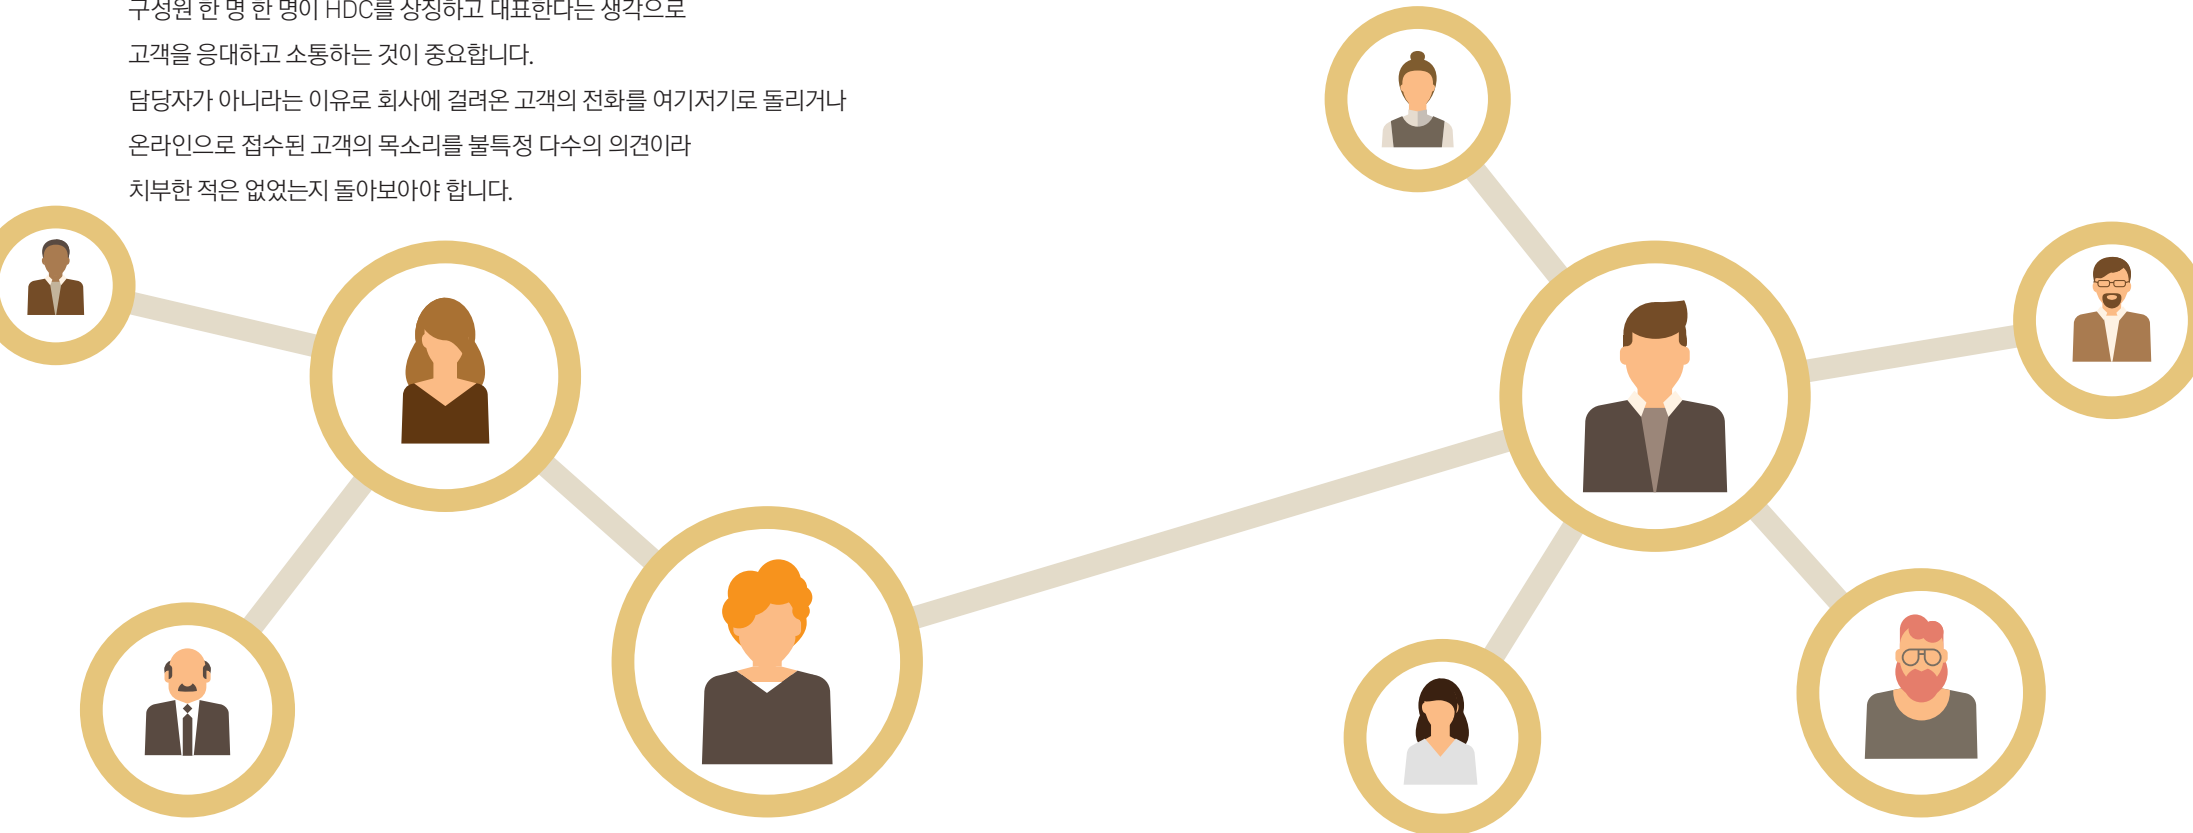 구성원 한 명 한 명이 HDC를 상징하고 대표한다는 생각으로
고객을 응대하고 소통하는 것이 중요합니다.
담당자가 아니라는 이유로 회사에 걸려온 고객의 전화를 여기저기로 돌리거나
온라인으로 접수된 고객의 목소리를 불특정 다수의 의견이라
치부한 적은 없었는지 돌아보아야 합니다.